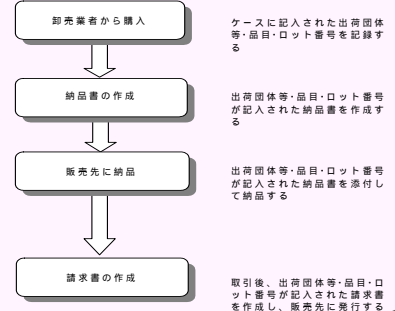 卸売業者から購入
ケースに記入された出荷団体
等・品目・ロット番号を記録す
る
納品書の作成
出荷団体等・品目・ロット番号
が記入された納品書を作成す
る
販売先に納品
出荷団体等・品目・ロット番号
が記入された納品書を添付し
て納品する
請求書の作成
取引後、出荷団体等・品目・ロ
ット番号が記入された請求書
を作成し、販売先に発行する